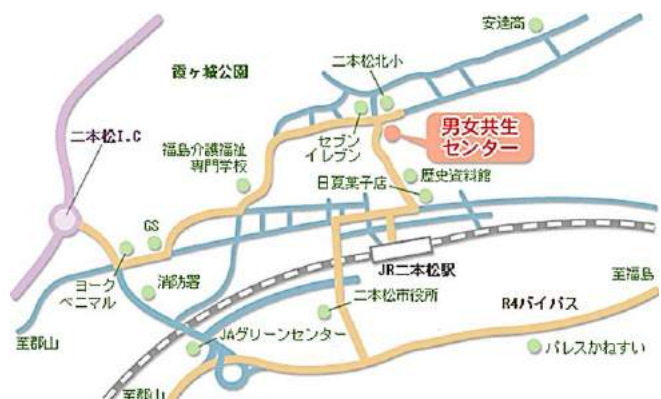 安達高
二本松北小
霞ヶ城公園
男女共生
センター
二本松I.C
セブン
イレブン
福島介護福祉
専門学校
歴史資料館
日夏菓子店
GS
JR二本松駅
ヨーク
ベニマル
消防署
至福島
二本松市役所
R4バイパス
至郡山
JAグリーンセンター
パレスかねすい
至郡山